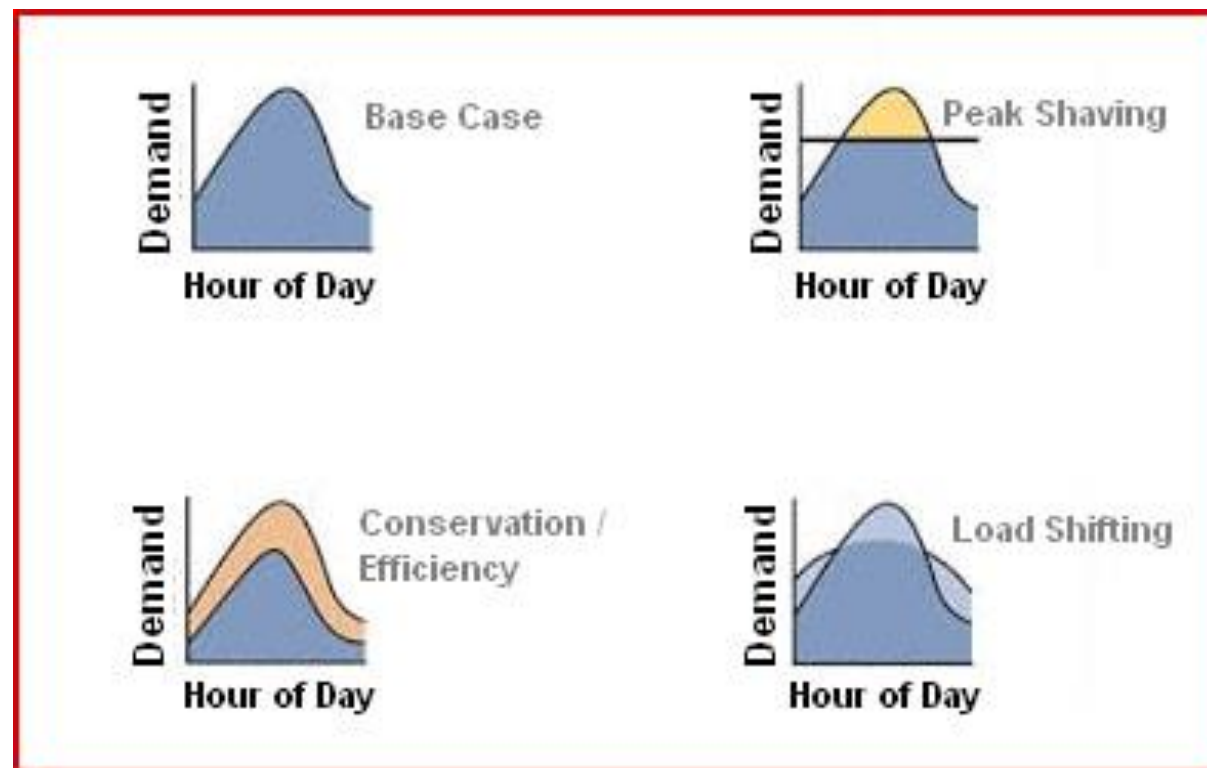 Demand
Base Case
Hour of Day
Demand
Peak Shaving
Hour of Day
Demand
Conservation /
Efficiency
Hour of Day
Demand
Load Shifting
Hour of Day